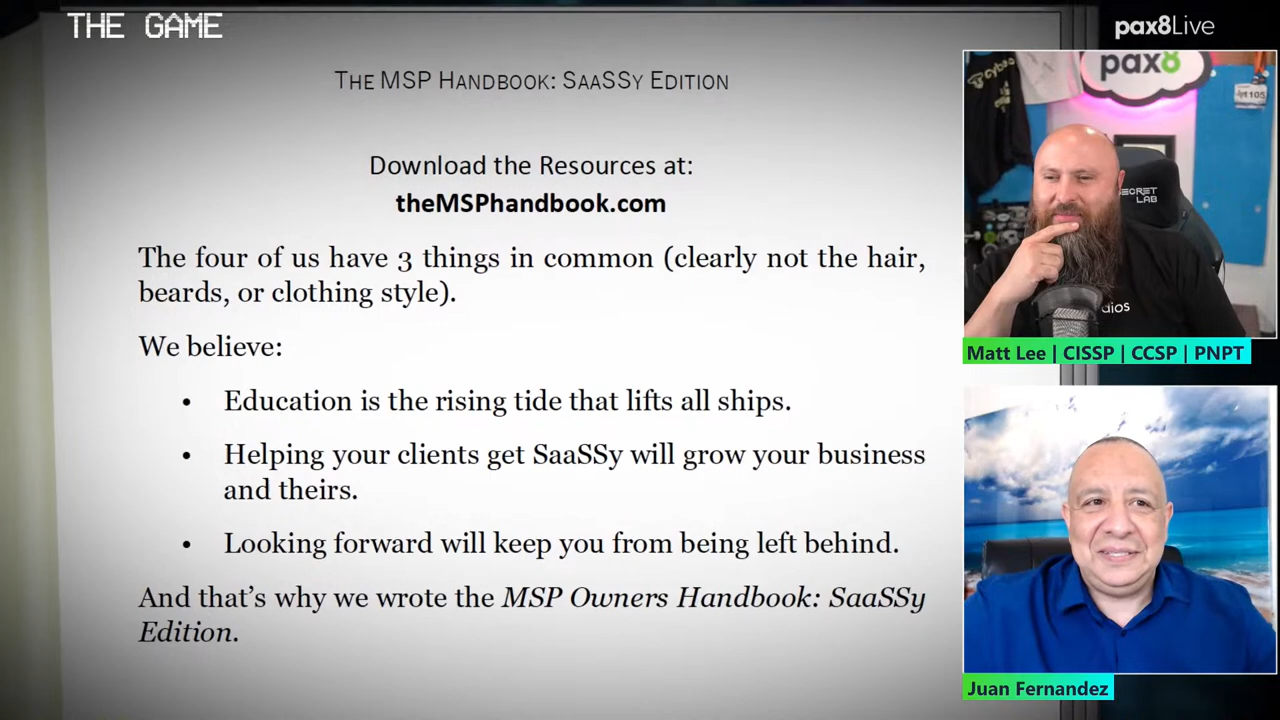 THE GAME
pax8Live
THE MSP HANDBOOK: SAASSY EDITION
Download the Resources at:
theMSPhandbook.com
The four of us have 3 things in common (clearly not the hair,
beards, or clothing style).
We believe:
• Education is the rising tide that lifts all ships.
• Helping your clients get SaaSSy will grow your business
and theirs.
• Looking forward will keep you from being left behind.
And that’s why we wrote the MSP Owners Handbook: SaaSSy
Edition.
pax8
SECRET
LAB
Matt Lee | CISSP | CCSP | PNPT
Juan Fernandez